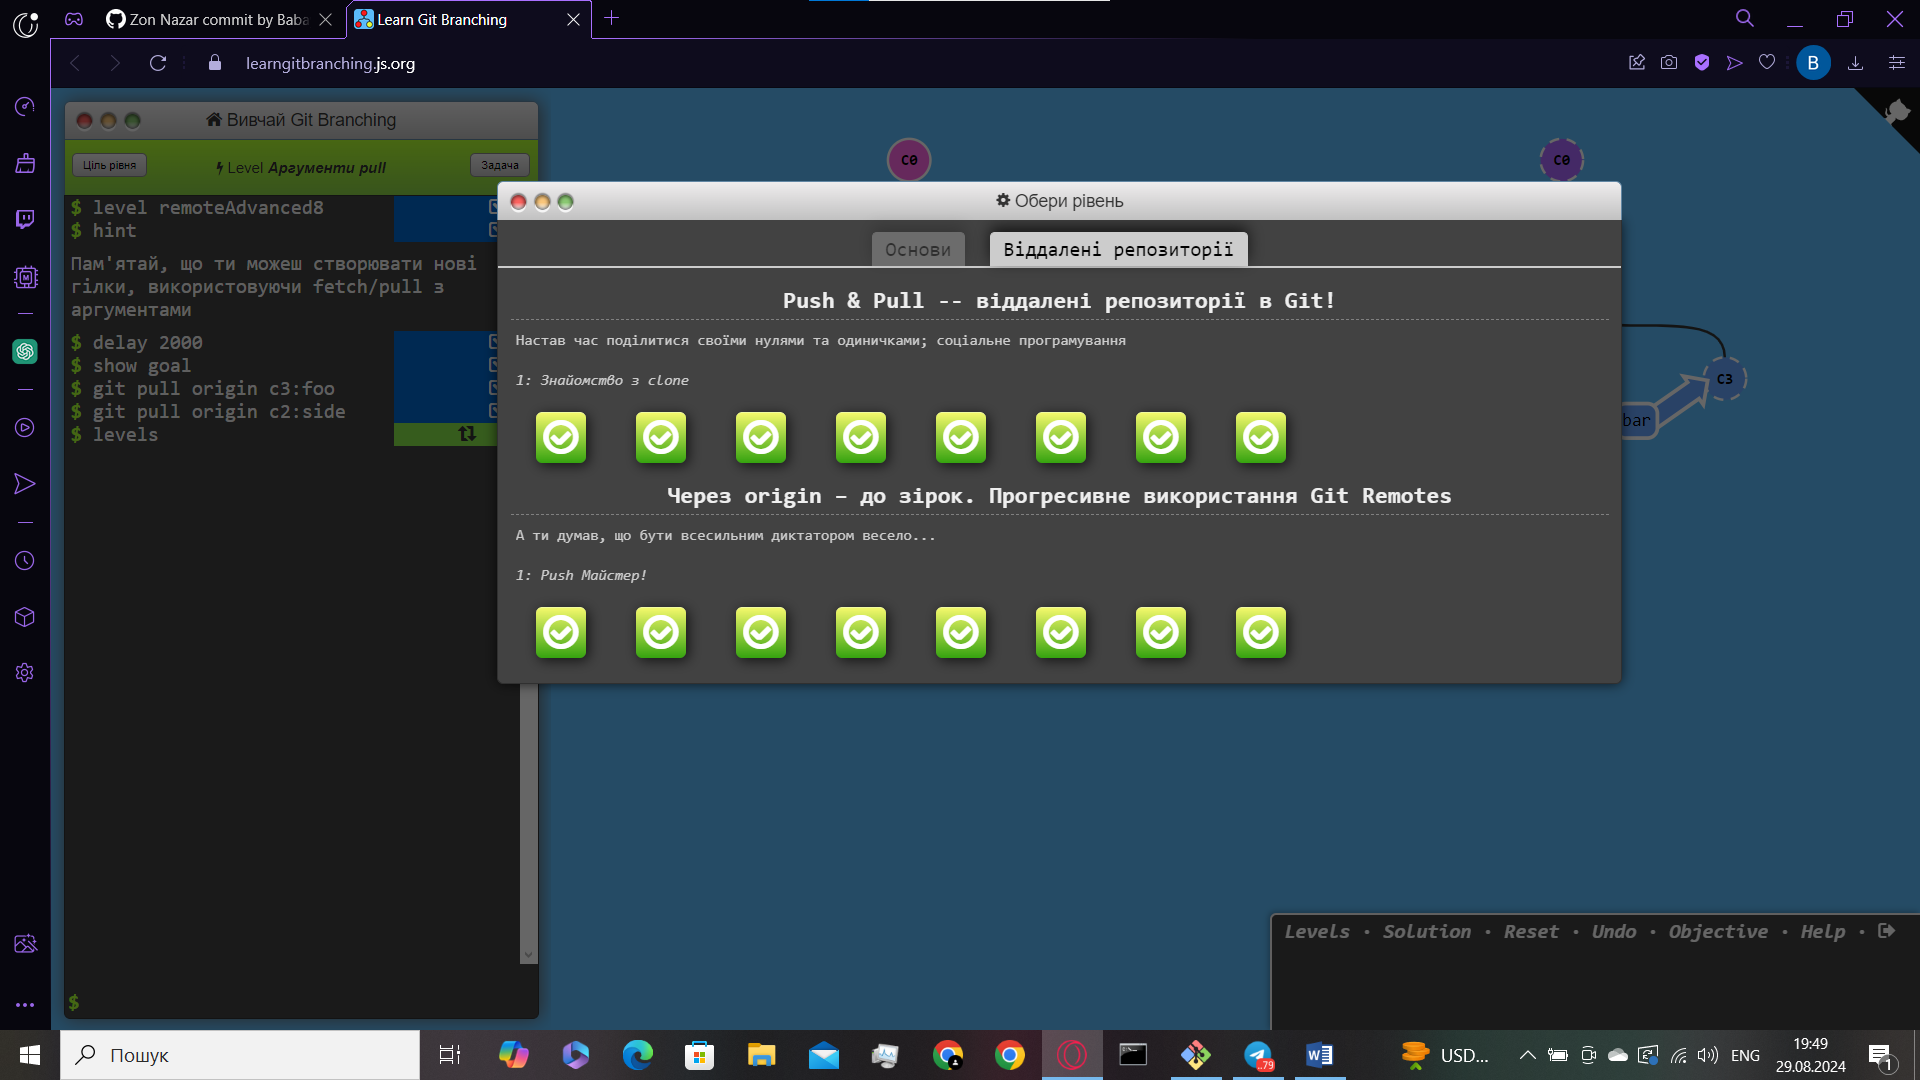 Zon Nazar commit by Baba
Learn Git Branching
learngitbranching.js.org
B
Вивчай Git Branching
Ціль рівня
Level Аргументи pull
Задача
$ level remoteAdvanced8
$ hint
Пам'ятай, що ти можеш створювати нові
гілки, використовуючи fetch/pull з
аргументами
$ delay 2000
$ show goal
$ git pull origin c3:foo
$ git pull origin c2:side
$ levels
$
C0
C0
C3
bar
Обери рівень
Основи
Віддалені репозиторії
Push & Pull -- віддалені репозиторії в Git!
Настав час поділитися своїми нулями та одиничками; соціальне програмування
1: Знайомство з clone
Через origin – до зірок. Прогресивне використання Git Remotes
А ти думав, що бути всесильним диктатором весело...
1: Push Майстер!
Levels · Solution · Reset · Undo · Objective · Help ·
Пошук
..79
USD...
ENG
19:49
29.08.2024
1